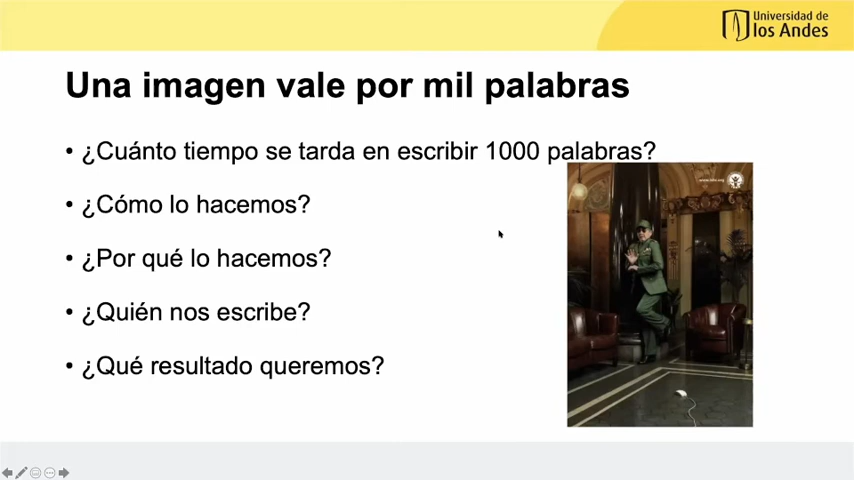 Universidad de
los Andes
Una imagen vale por mil palabras
• ¿Cuánto tiempo se tarda en escribir 1000 palabras?
• ¿Cómo lo hacemos?
• ¿Por qué lo hacemos?
• ¿Quién nos escribe?
• ¿Qué resultado queremos?